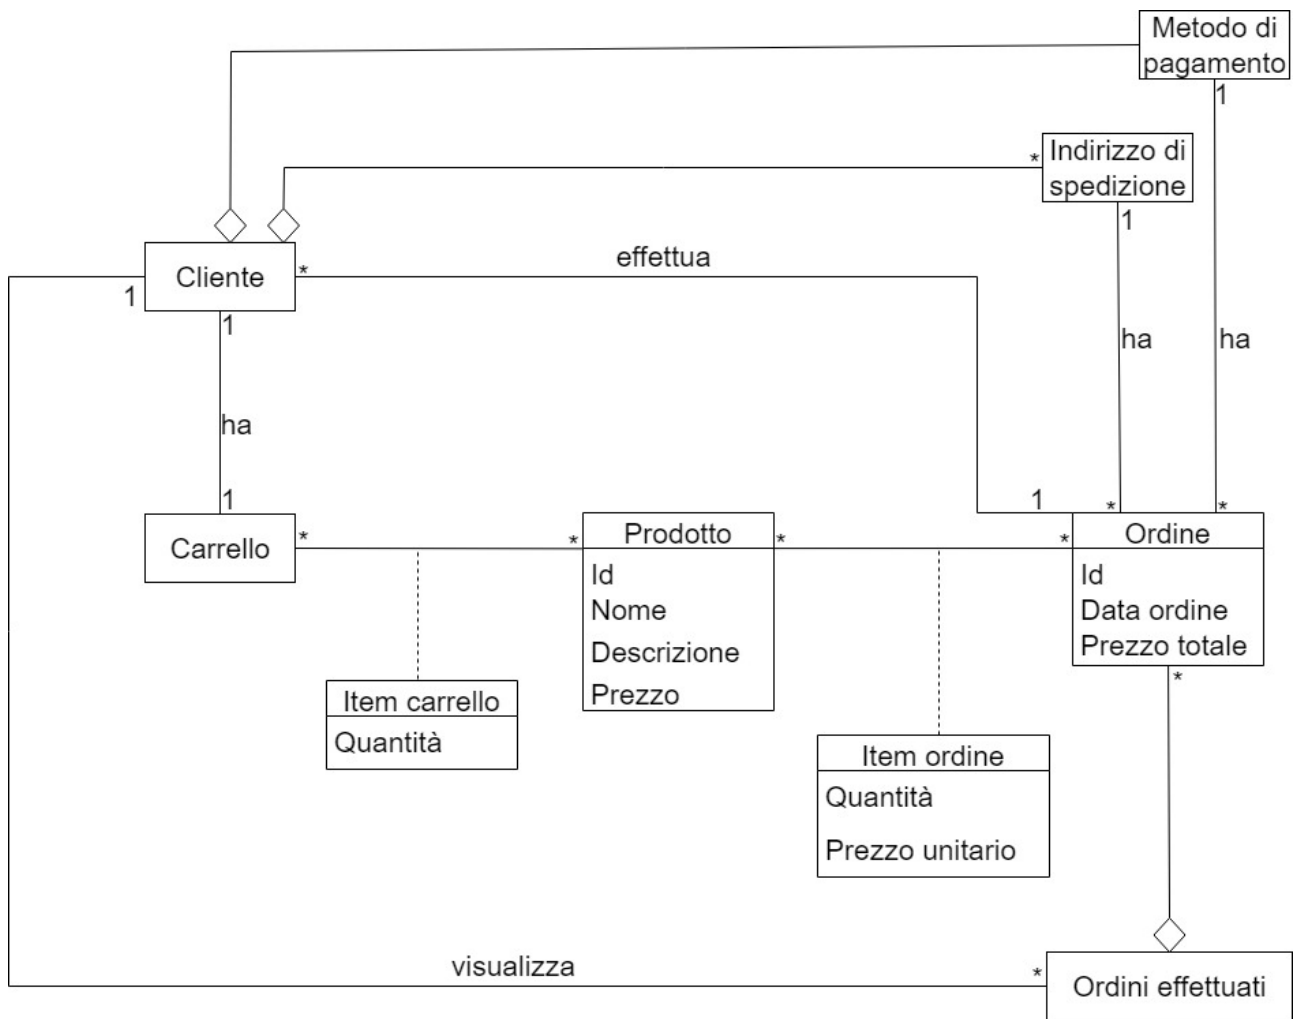 Metodo di
pagamento
1
* Indirizzo di
spedizione
1
effettua
Cliente *
1
1
ha
ha
ha
1
1
* *
Carrello *
* Prodotto *
* Ordine
Id
Nome
Descrizione
Prezzo
Id
Data ordine
Prezzo totale
*
Item carrello
Quantità
Item ordine
Quantità
Prezzo unitario
visualizza
*
Ordini effettuati